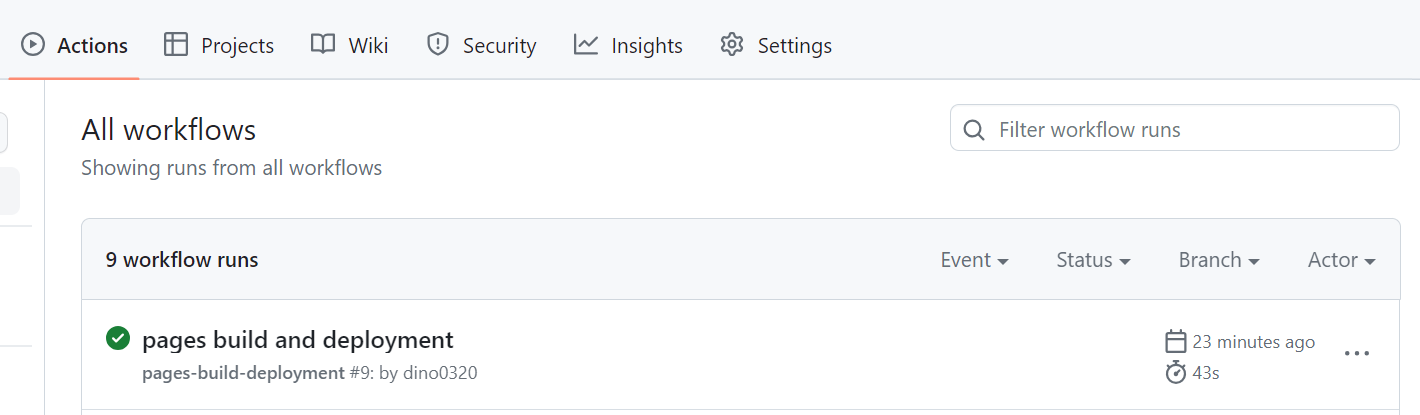 Actions Projects Wiki Security Insights Settings
All workflows
Filter workflow runs
Showing runs from all workflows
9 workflow runs Event Status Branch Actor
pages build and deployment
23 minutes ago
pages-build-deployment #9: by dino0320
43s